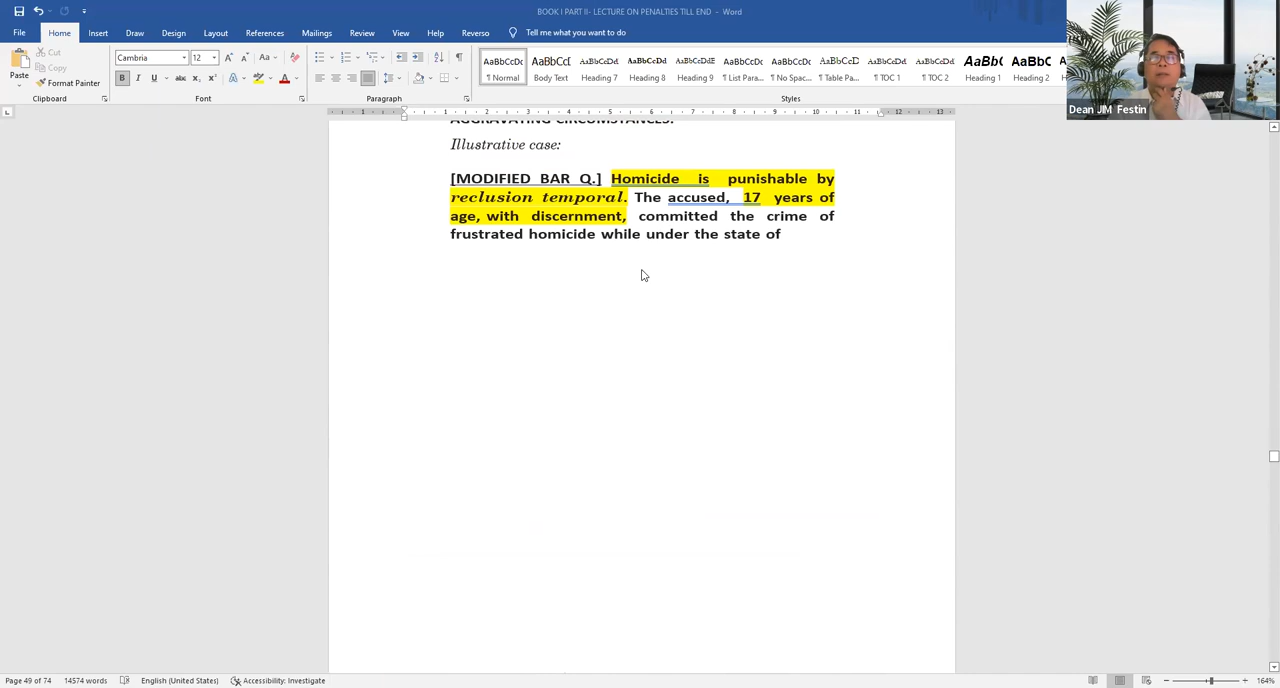 BOOK I PART II- LECTURE ON PENALTIES TILL END - Word
File Home Insert Draw Design Layout References Mailings Review View Help Reverso Tell me what you want to do
Cut
Copy
Format Painter
Paste
Clipboard
Cambria 12
Font
Paragraph
AaBbCcDc AaBbCcI AaBbCcDd AaBbCcDd AaBbCcDdE AaBbCcDc AaBbCcDd AaBbCcD AaBbCcDd AaBbCcDd AaBbC AaBbC
¶ Normal Body Text Heading 7 Heading 8 Heading 9 ¶ List Para... ¶ No Spac... ¶ Table Pa... ¶ TOC 1 ¶ TOC 2 Heading 1 Heading 2
Styles
Dean JM Festin
AGGRAVATING CIRCUMSTANCES.
Illustrative case:
[MODIFIED BAR Q.] Homicide is punishable by
reclusion temporal. The accused, 17 years of
age, with discernment, committed the crime of
frustrated homicide while under the state of
Page 49 of 74 14574 words English (United States) Accessibility: Investigate 164%